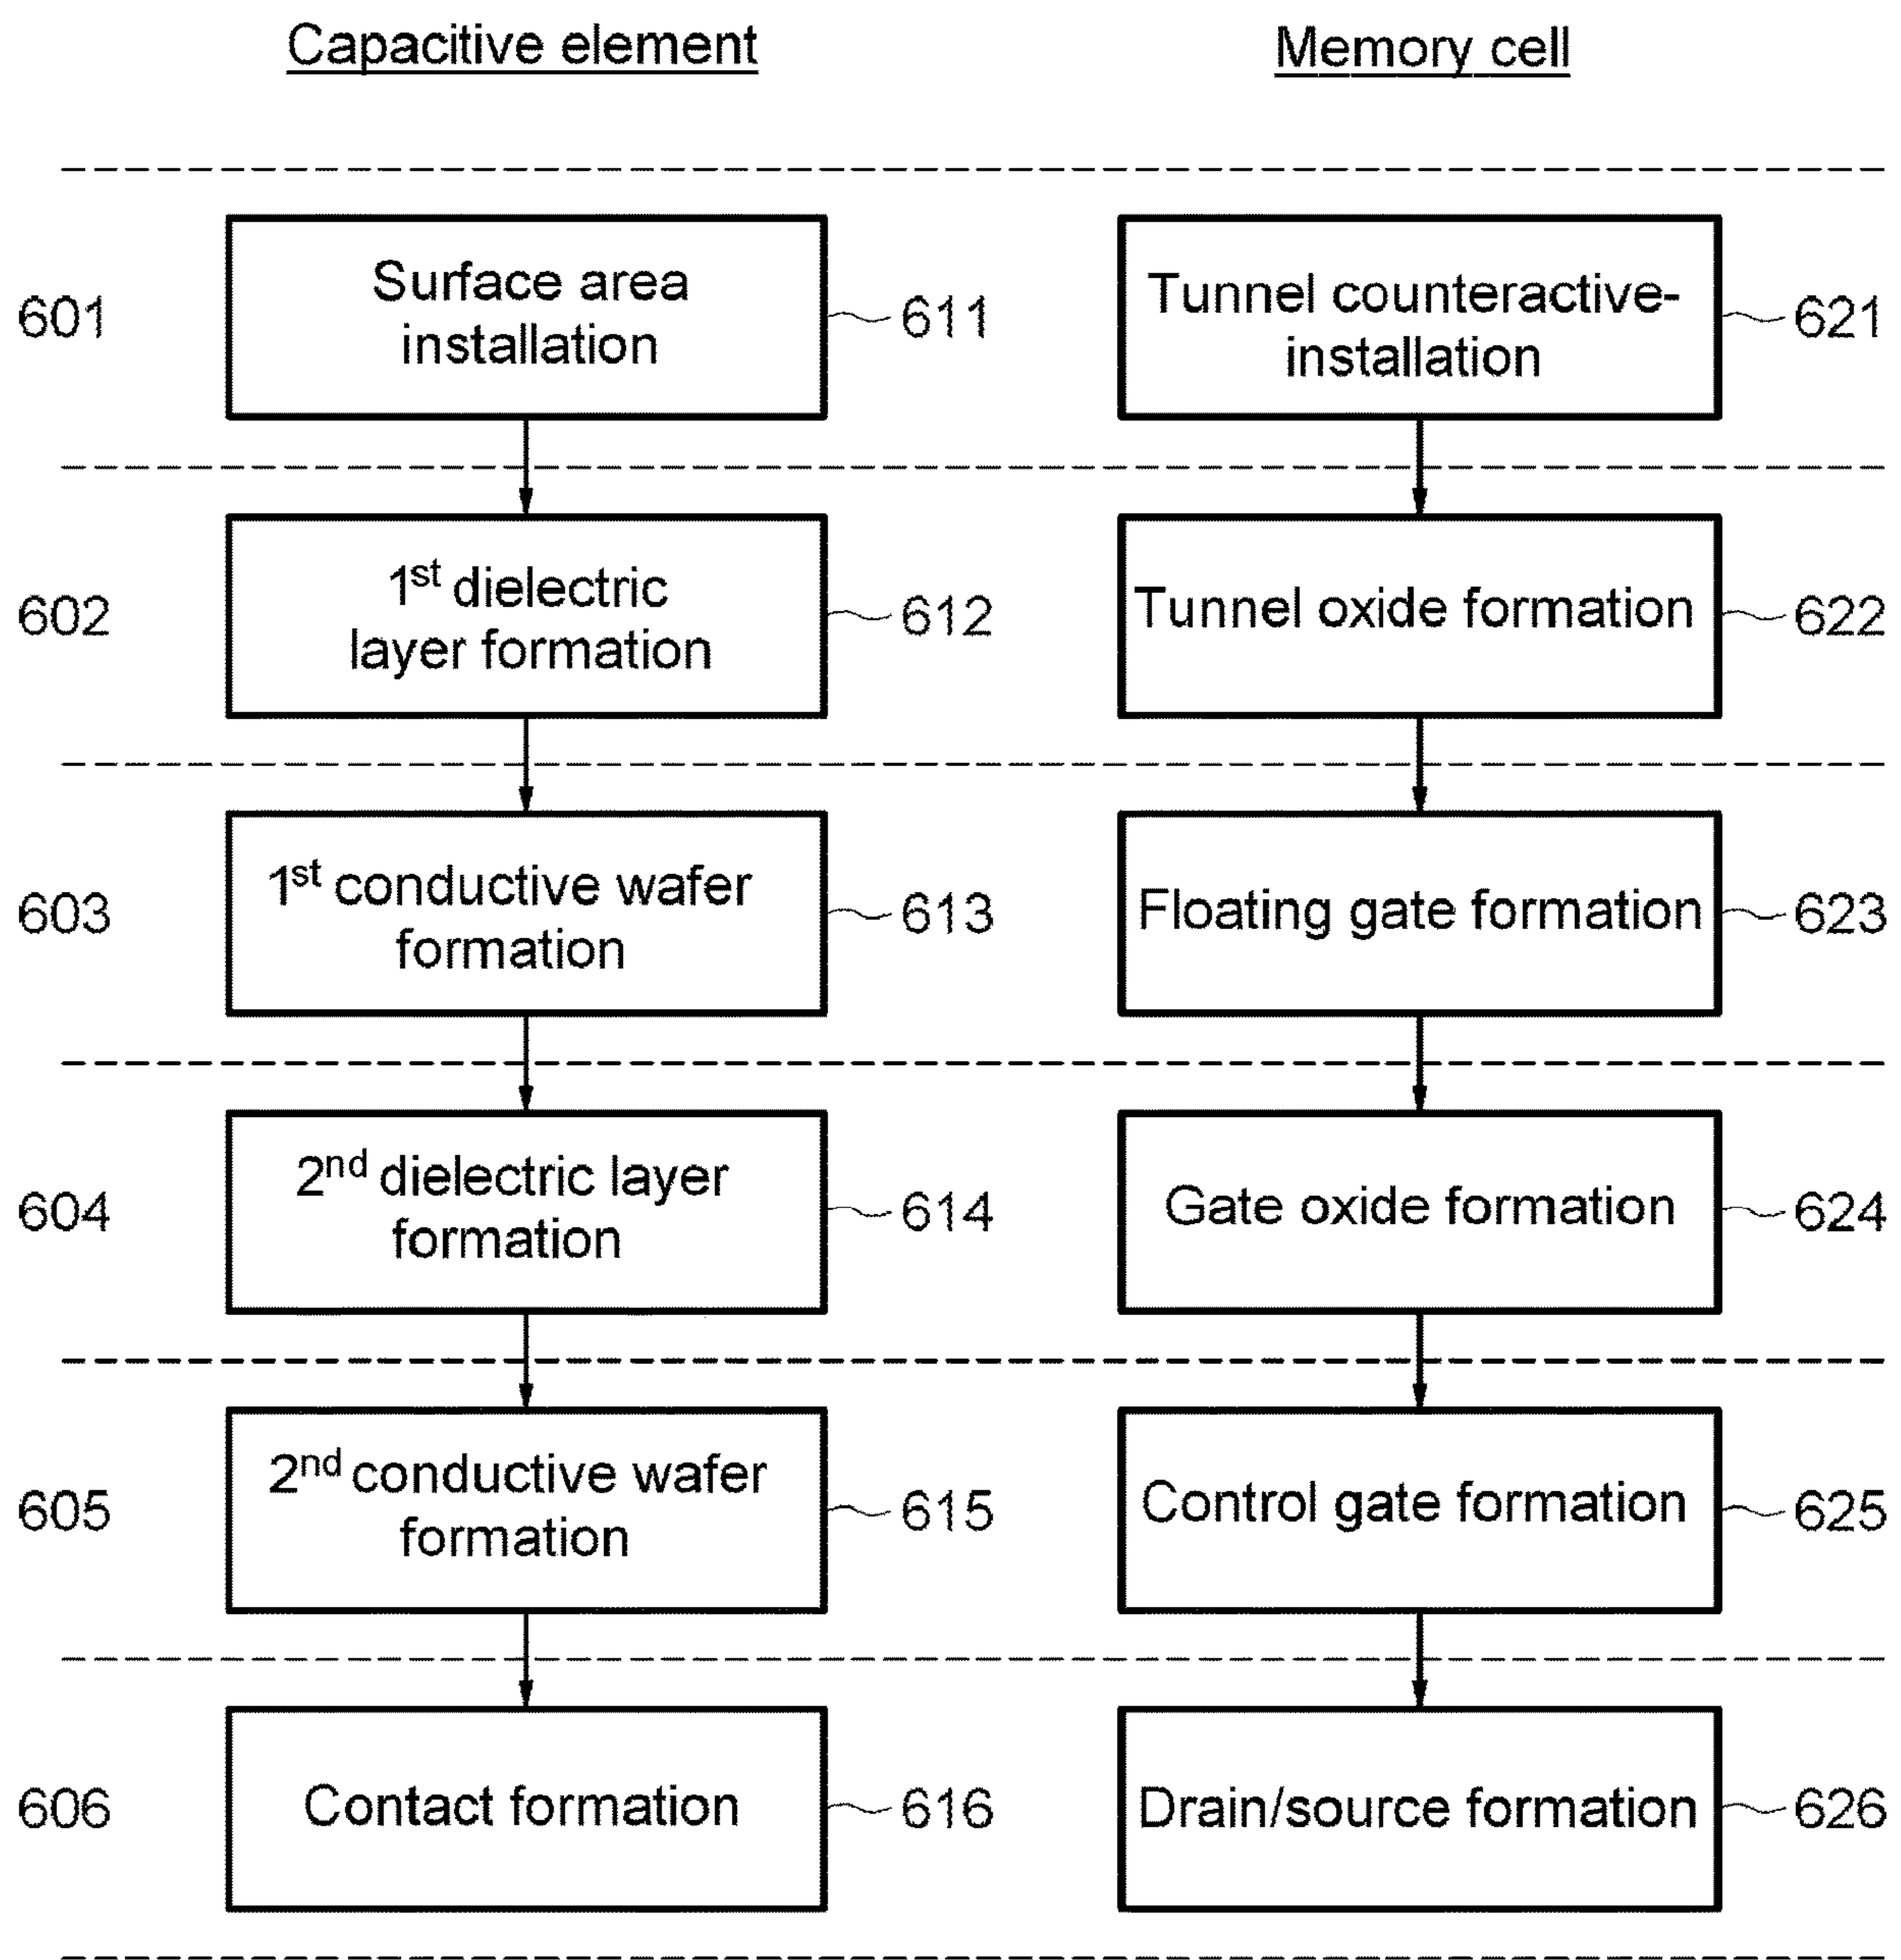 Capacitive element
Memory cell
601
Surface area
installation
611
Tunnel counteractive-
installation
621
602
1st dielectric
layer formation
612
Tunnel oxide formation
622
603
1st conductive wafer
formation
613
Floating gate formation
623
604
2nd dielectric layer
formation
614
Gate oxide formation
624
605
2nd conductive wafer
formation
615
Control gate formation
625
606
Contact formation
616
Drain/source formation
626